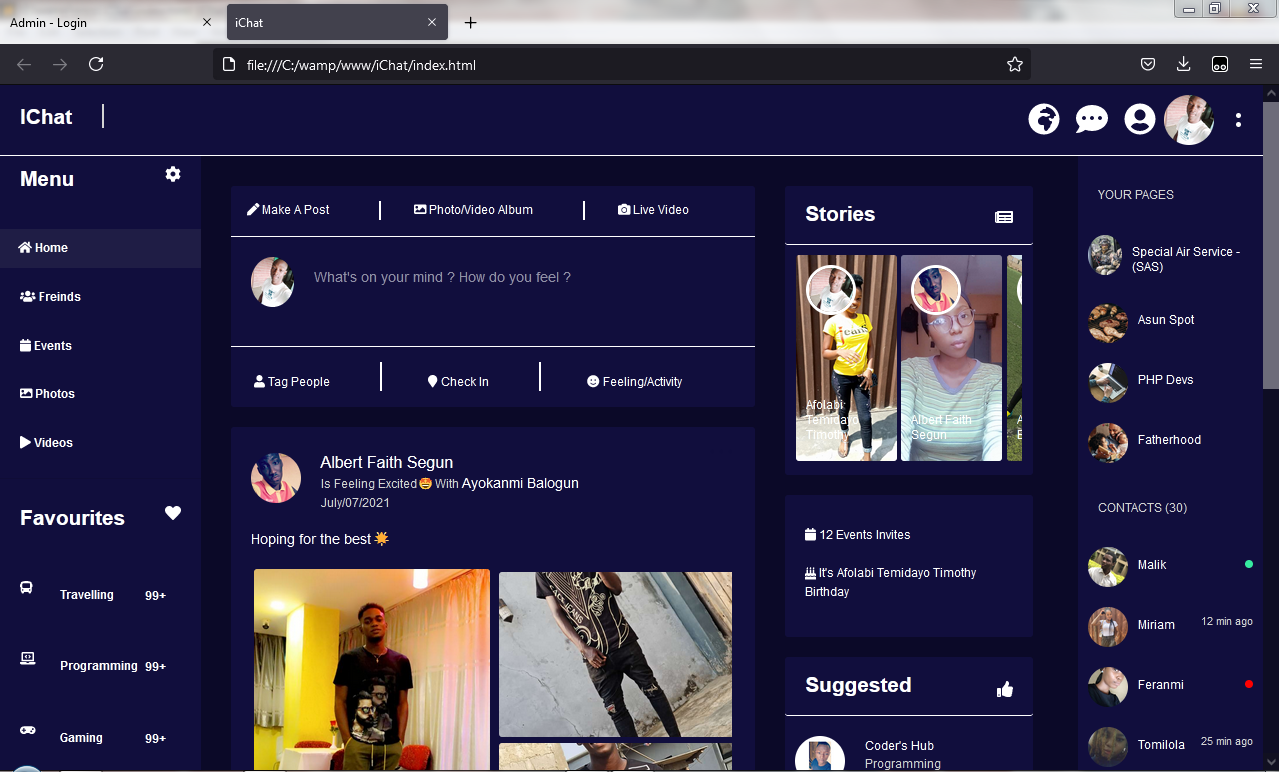 Admin - Login
iChat
file:///C:/wamp/www/iChat/index.html
IChat
Menu
Home
Freinds
Events
Photos
Videos
Favourites
Travelling 99+
Programming 99+
Gaming 99+
Make A Post
Photo/Video Album
Live Video
What's on your mind ? How do you feel ?
Tag People
Check In
Feeling/Activity
Albert Faith Segun
Is Feeling Excited🤩 With Ayokanmi Balogun
July/07/2021
Hoping for the best🌟
Stories
Afolabi
Temidayo
Timothy
Albert Faith
Segun
12 Events Invites
It's Afolabi Temidayo Timothy
Birthday
Suggested
Coder's Hub
Programming
YOUR PAGES
Special Air Service -
(SAS)
Asun Spot
PHP Devs
Fatherhood
CONTACTS (30)
Malik
Miriam 12 min ago
Feranmi
Tomilola 25 min ago